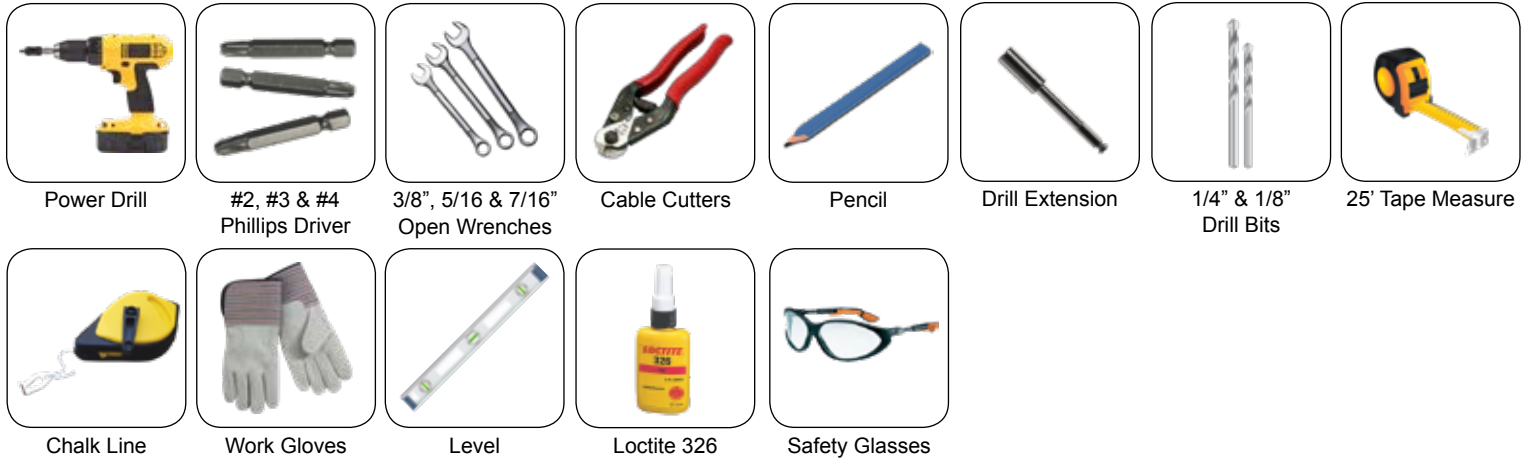 Power Drill
#2, #3 & #4
Phillips Driver
3/8”, 5/16 & 7/16”
Open Wrenches
Cable Cutters
Pencil
Drill Extension
1/4” & 1/8”
Drill Bits
25’ Tape Measure
LOCTITE
326
Chalk Line
Work Gloves
Level
Loctite 326
Safety Glasses